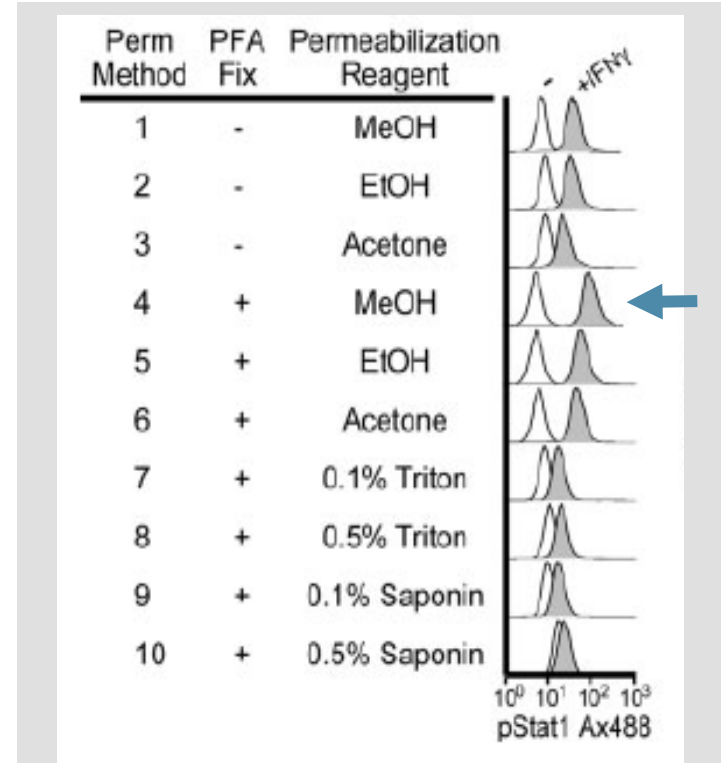 Perm PFA Permeabilization
Method Fix Reagent
- +IFNγ
1 - MeOH
2 - EtOH
3 - Acetone
4 + MeOH
5 + EtOH
6 + Acetone
7 + 0.1% Triton
8 + 0.5% Triton
9 + 0.1% Saponin
10 + 0.5% Saponin
10⁰ 10¹ 10² 10³
pStat1 Ax488